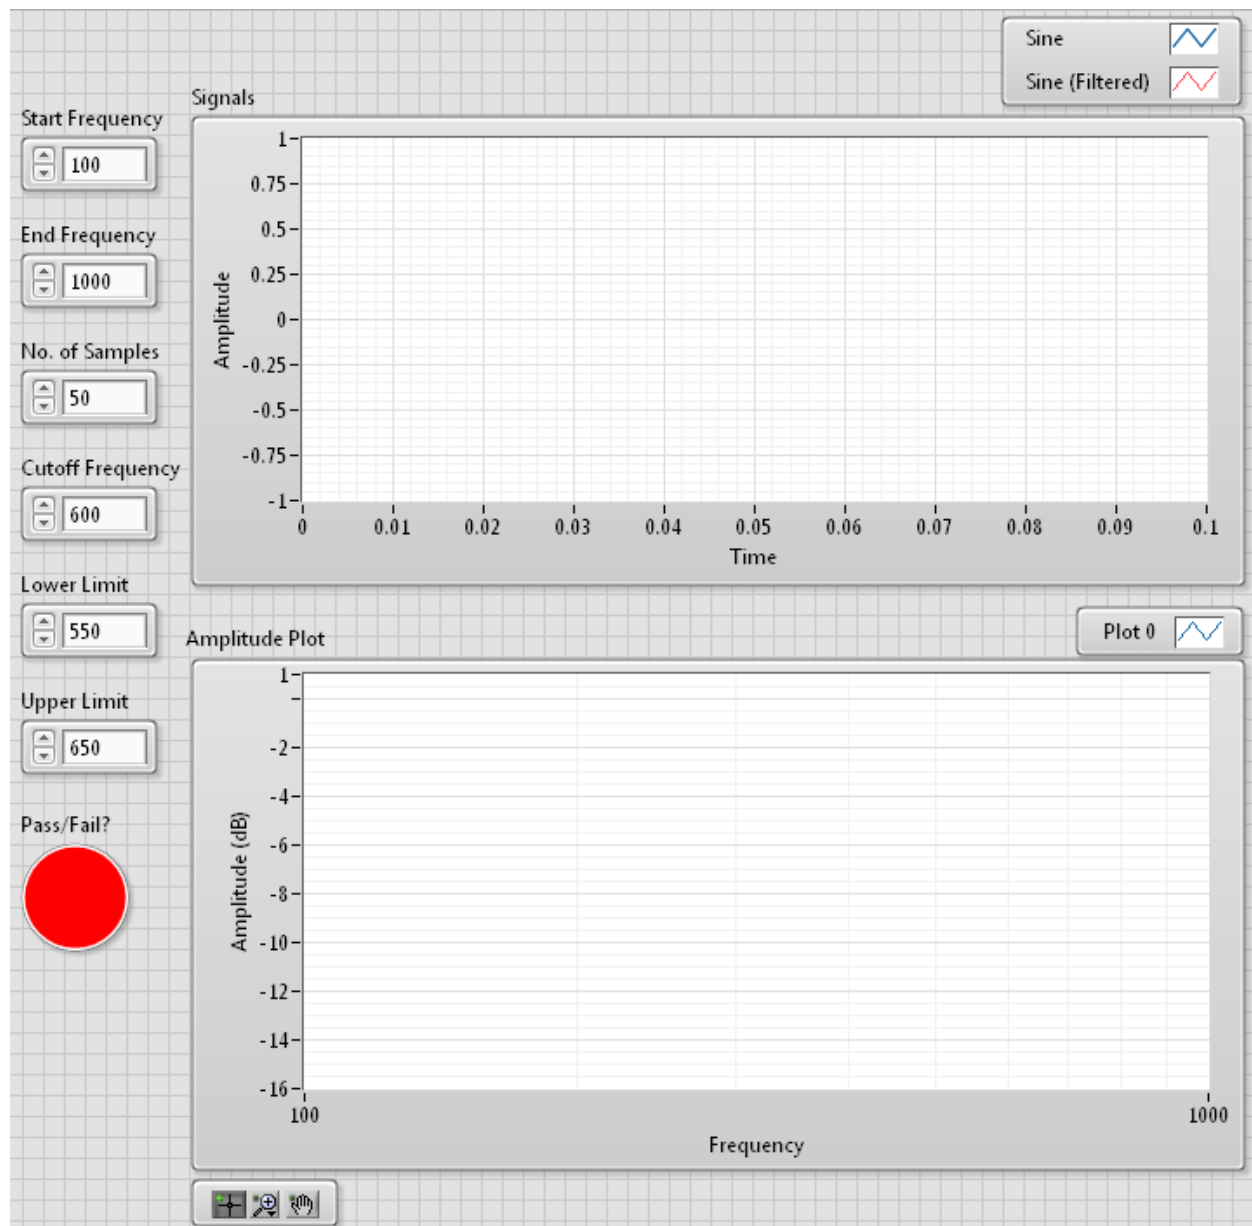 Sine
Sine (Filtered)
Signals
Start Frequency
100
End Frequency
1000
No. of Samples
50
Cutoff Frequency
600
Lower Limit
550
Upper Limit
650
Pass/Fail?
Amplitude
1
0.75
0.5
0.25
0
-0.25
-0.5
-0.75
-1
0 0.01 0.02 0.03 0.04 0.05 0.06 0.07 0.08 0.09 0.1
Time
Amplitude Plot
Plot 0
Amplitude (dB)
1
-2
-4
-6
-8
-10
-12
-14
-16
100 1000
Frequency